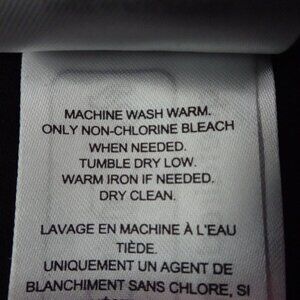 MACHINE WASH WARM.
ONLY NON-CHLORINE BLEACH
WHEN NEEDED.
TUMBLE DRY LOW.
WARM IRON IF NEEDED.
DRY CLEAN.
LAVAGE EN MACHINE À L'EAU
TIÈDE.
UNIQUEMENT UN AGENT DE
BLANCHIMENT SANS CHLORE, SI